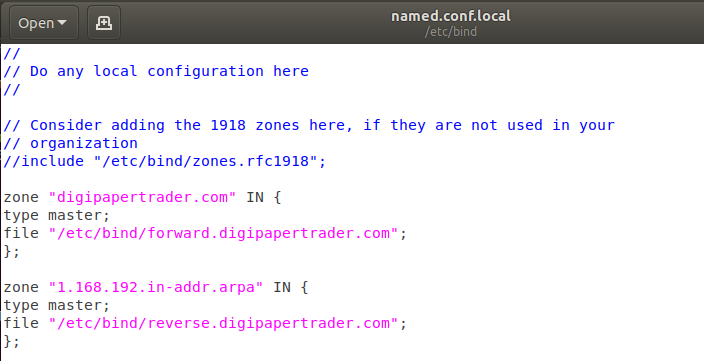 Open
named.conf.local
/etc/bind
//
// Do any local configuration here
//
// Consider adding the 1918 zones here, if they are not used in your
// organization
//include "/etc/bind/zones.rfc1918";
zone "digipapertrader.com" IN {
type master;
file "/etc/bind/forward.digipapertrader.com";
};
zone "1.168.192.in-addr.arpa" IN {
type master;
file "/etc/bind/reverse.digipapertrader.com";
};